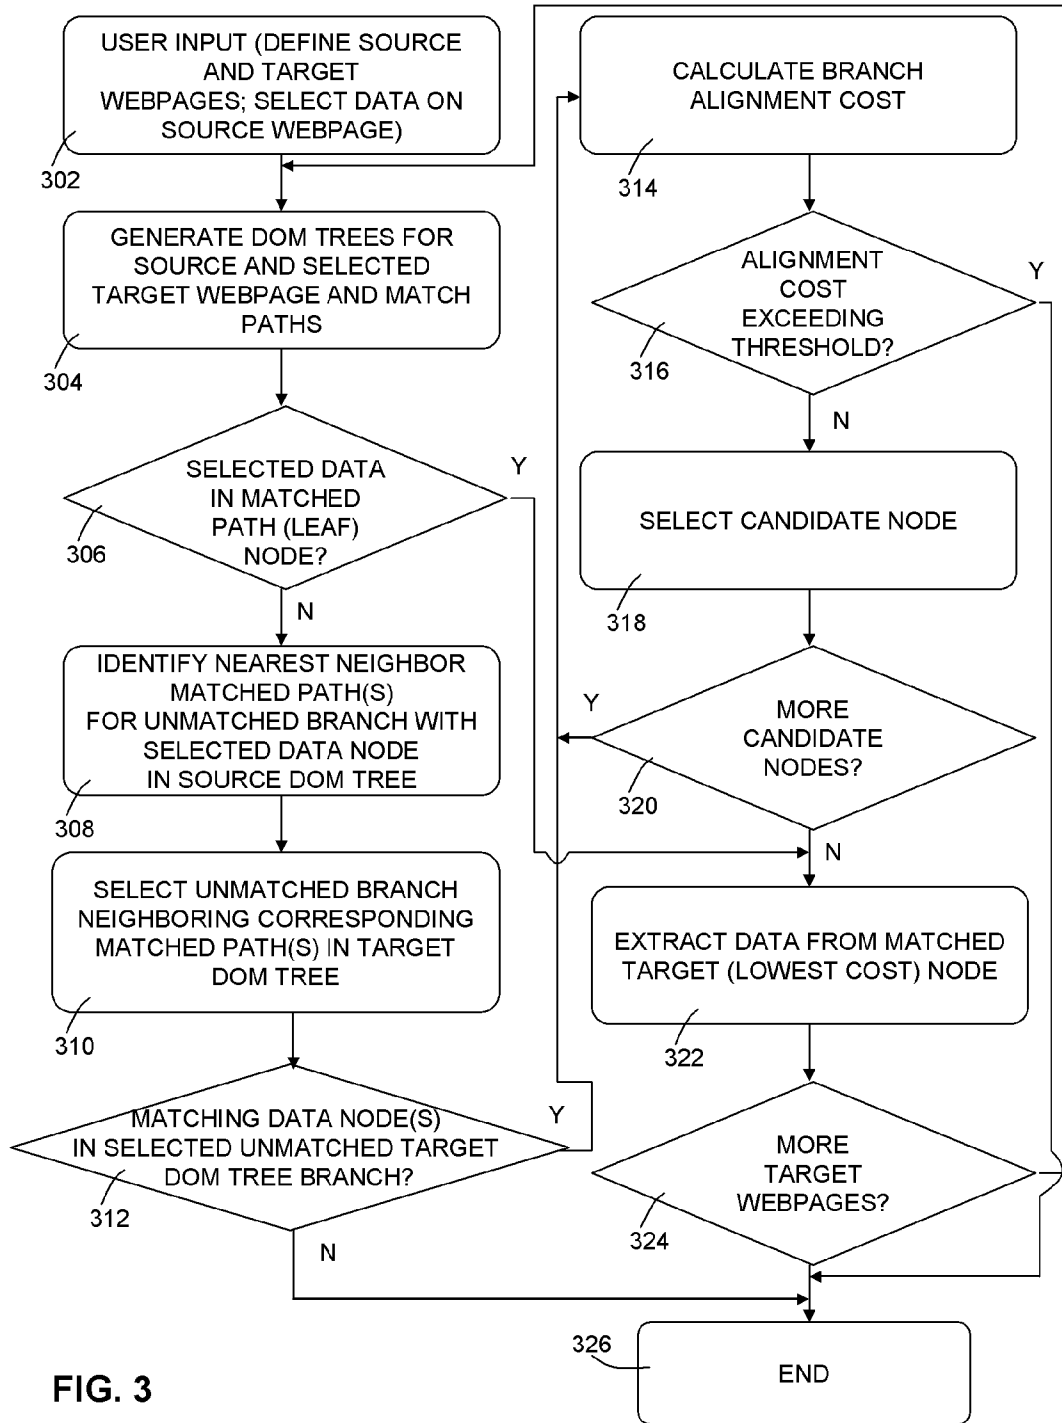 USER INPUT (DEFINE SOURCE
AND TARGET
WEBPAGES; SELECT DATA ON
SOURCE WEBPAGE)
302
GENERATE DOM TREES FOR
SOURCE AND SELECTED
TARGET WEBPAGE AND MATCH
PATHS
304
SELECTED DATA
IN MATCHED
PATH (LEAF)
NODE?
Y
306
N
IDENTIFY NEAREST NEIGHBOR
MATCHED PATH(S)
FOR UNMATCHED BRANCH WITH
SELECTED DATA NODE
IN SOURCE DOM TREE
308
SELECT UNMATCHED BRANCH
NEIGHBORING CORRESPONDING
MATCHED PATH(S) IN TARGET
DOM TREE
310
MATCHING DATA NODE(S)
IN SELECTED UNMATCHED TARGET
DOM TREE BRANCH?
Y
312
N
CALCULATE BRANCH
ALIGNMENT COST
314
ALIGNMENT
COST
EXCEEDING
THRESHOLD?
Y
316
N
SELECT CANDIDATE NODE
318
MORE
CANDIDATE
NODES?
Y
320
N
EXTRACT DATA FROM MATCHED
TARGET (LOWEST COST) NODE
322
MORE
TARGET
WEBPAGES?
324
END
326
FIG. 3